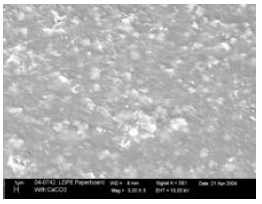 1µm 04-0742 LDPE Paperboard WD = 6 mm Signal A = SE1 Date :21 Apr 2004
With CaCO3 Mag = 5.00 K X EHT = 10.00 kV